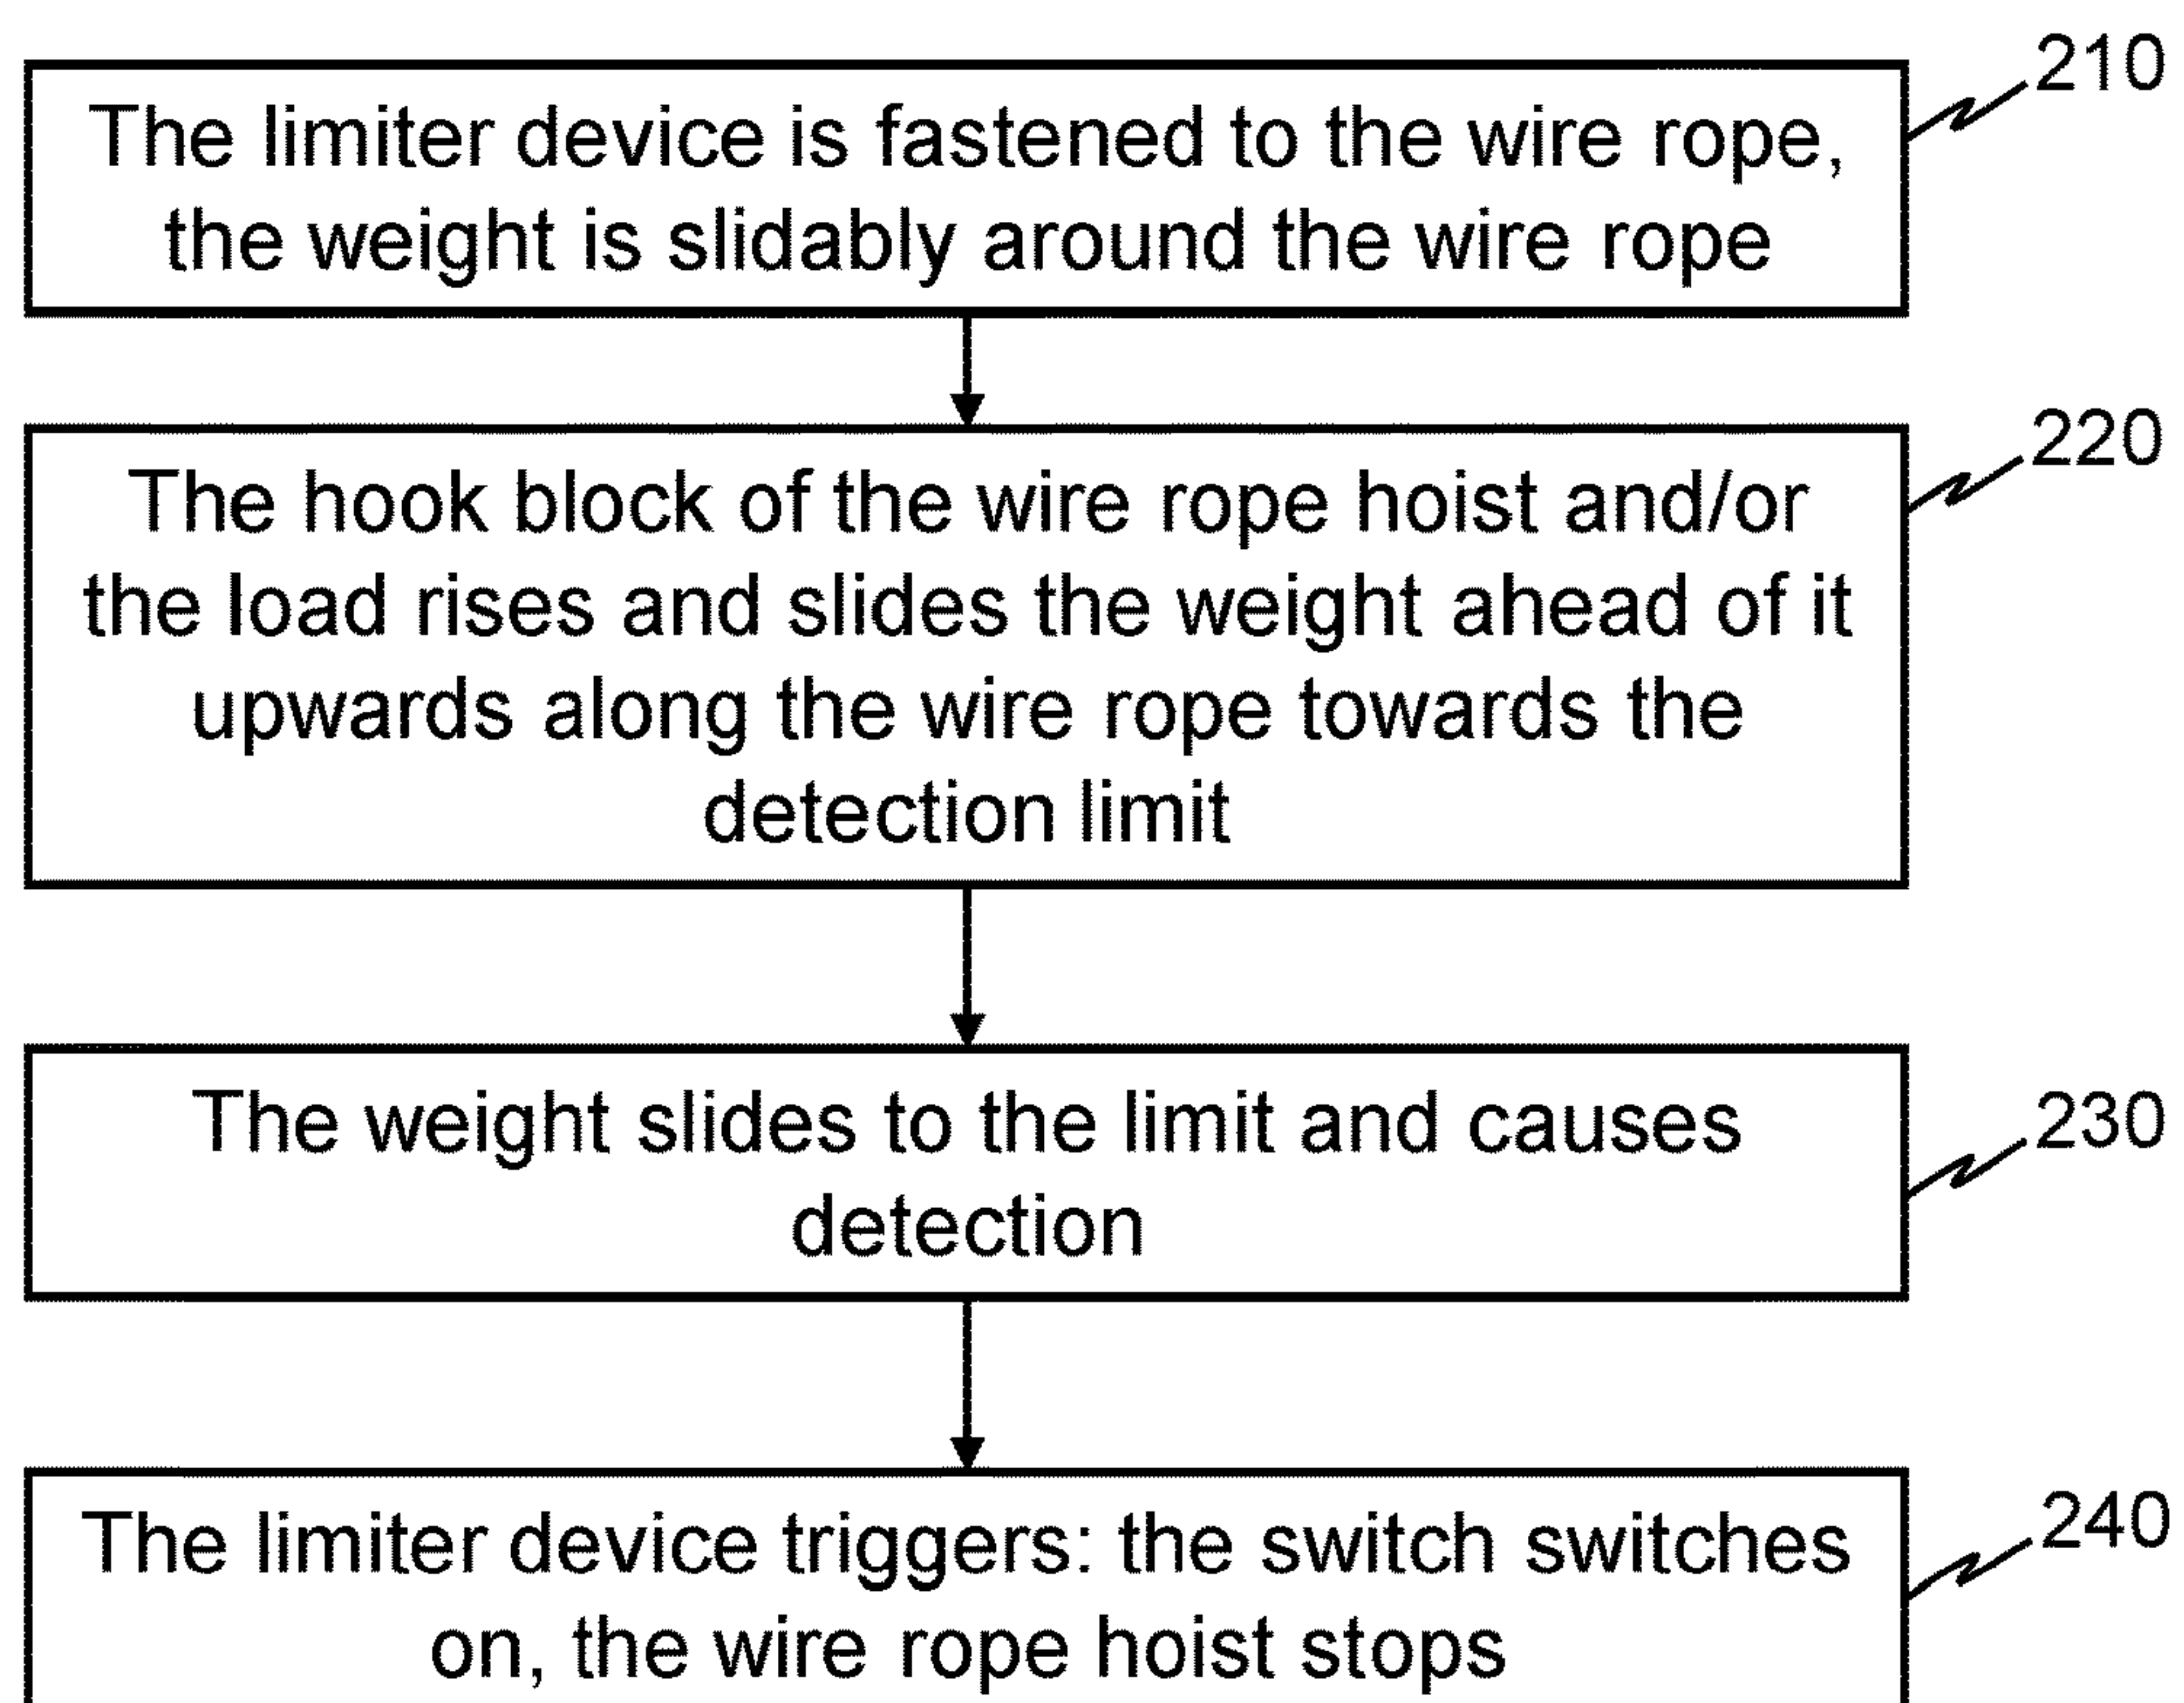 210
The limiter device is fastened to the wire rope,
the weight is slidably around the wire rope
220
The hook block of the wire rope hoist and/or
the load rises and slides the weight ahead of it
upwards along the wire rope towards the
detection limit
230
The weight slides to the limit and causes
detection
240
The limiter device triggers: the switch switches
on, the wire rope hoist stops